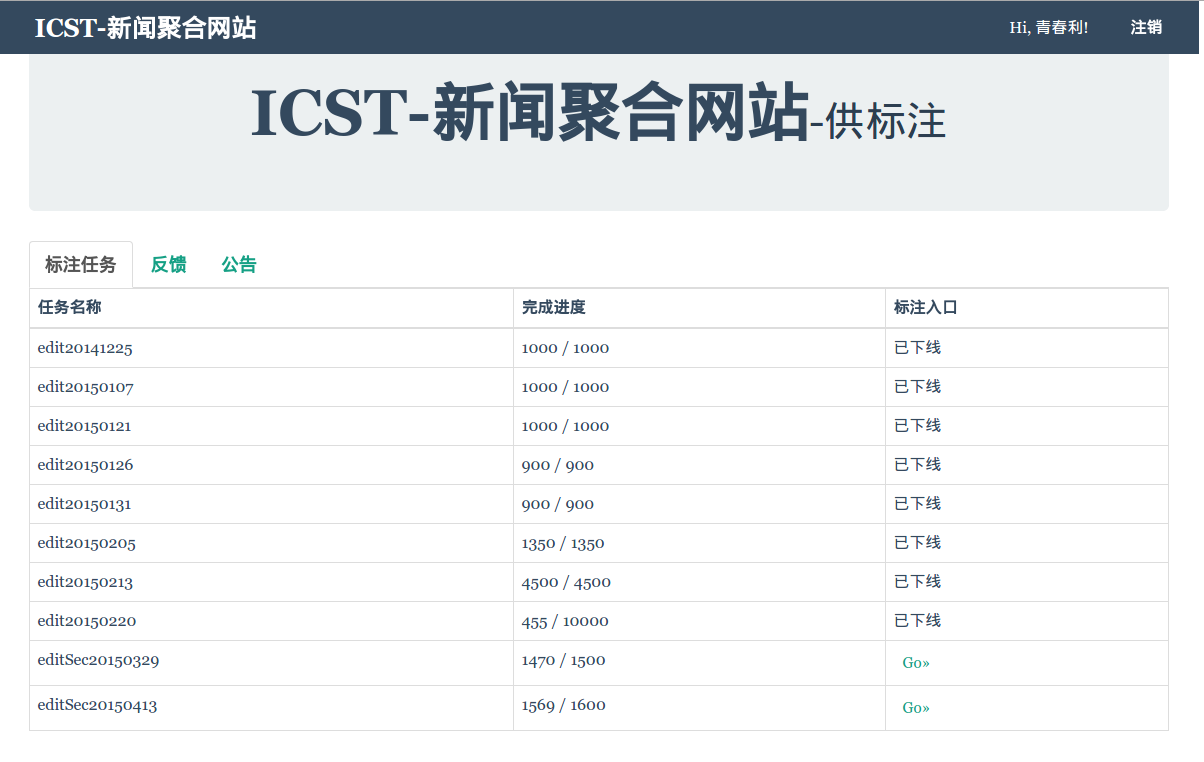 ICST-新闻聚合网站 Hi, 青春利! 注销
ICST-新闻聚合网站-供标注
标注任务 反馈 公告
任务名称 完成进度 标注入口
edit20141225 1000 / 1000 已下线
edit20150107 1000 / 1000 已下线
edit20150121 1000 / 1000 已下线
edit20150126 900 / 900 已下线
edit20150131 900 / 900 已下线
edit20150205 1350 / 1350 已下线
edit20150213 4500 / 4500 已下线
edit20150220 455 / 10000 已下线
editSec20150329 1470 / 1500 Go»
editSec20150413 1569 / 1600 Go»